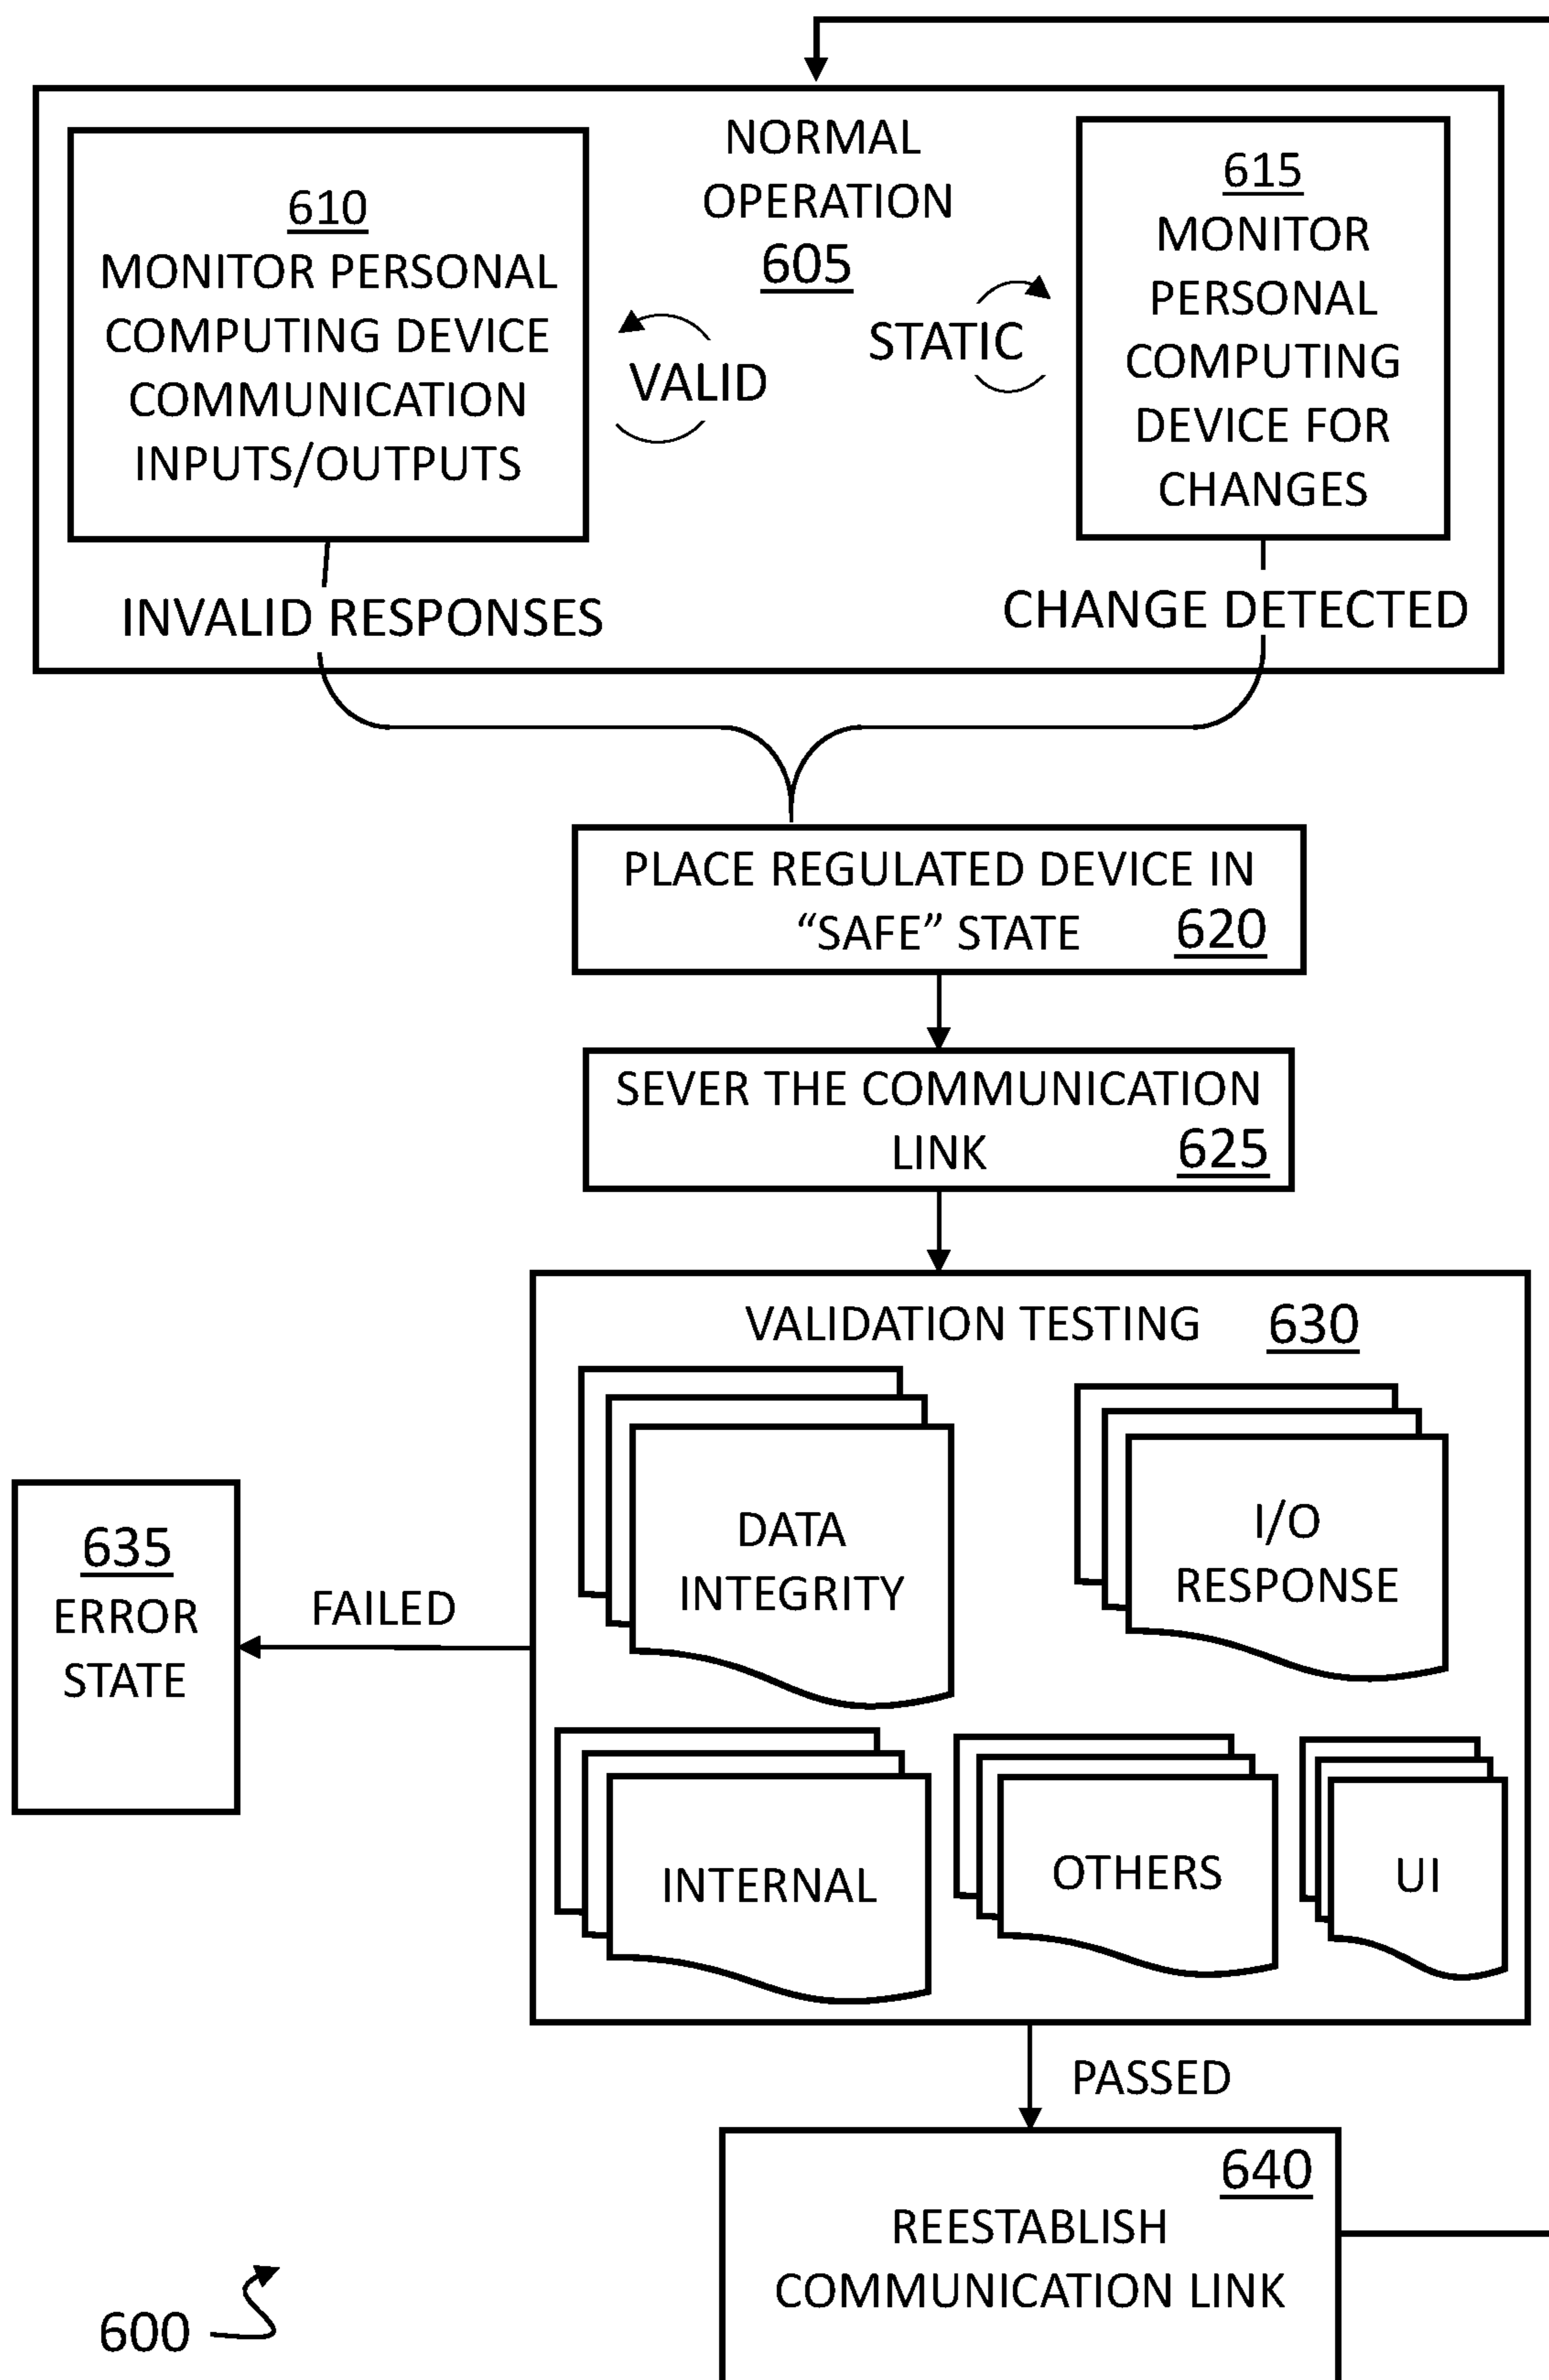 NORMAL
OPERATION
605
610
MONITOR PERSONAL
COMPUTING DEVICE
COMMUNICATION
INPUTS/OUTPUTS
VALID
STATIC
615
MONITOR
PERSONAL
COMPUTING
DEVICE FOR
CHANGES
INVALID RESPONSES
CHANGE DETECTED
PLACE REGULATED DEVICE IN
“SAFE” STATE 620
SEVER THE COMMUNICATION
LINK 625
VALIDATION TESTING 630
DATA
INTEGRITY
I/O
RESPONSE
INTERNAL
OTHERS
UI
FAILED
635
ERROR
STATE
PASSED
640
REESTABLISH
COMMUNICATION LINK
600